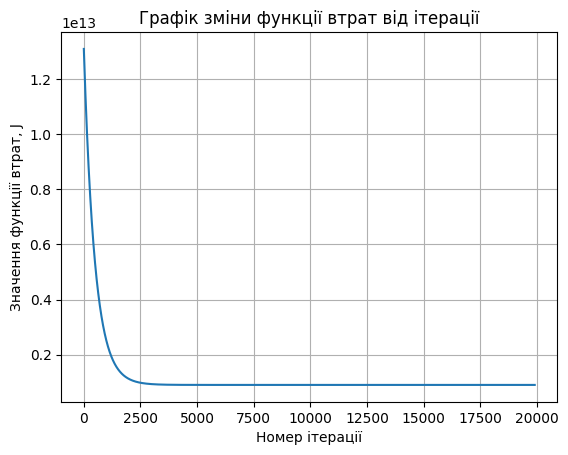 Графік зміни функції втрат від ітерації
1e13
1.2
1.0
0.8
0.6
0.4
0.2
Значення функції втрат, J
0 2500 5000 7500 10000 12500 15000 17500 20000
Номер ітерації